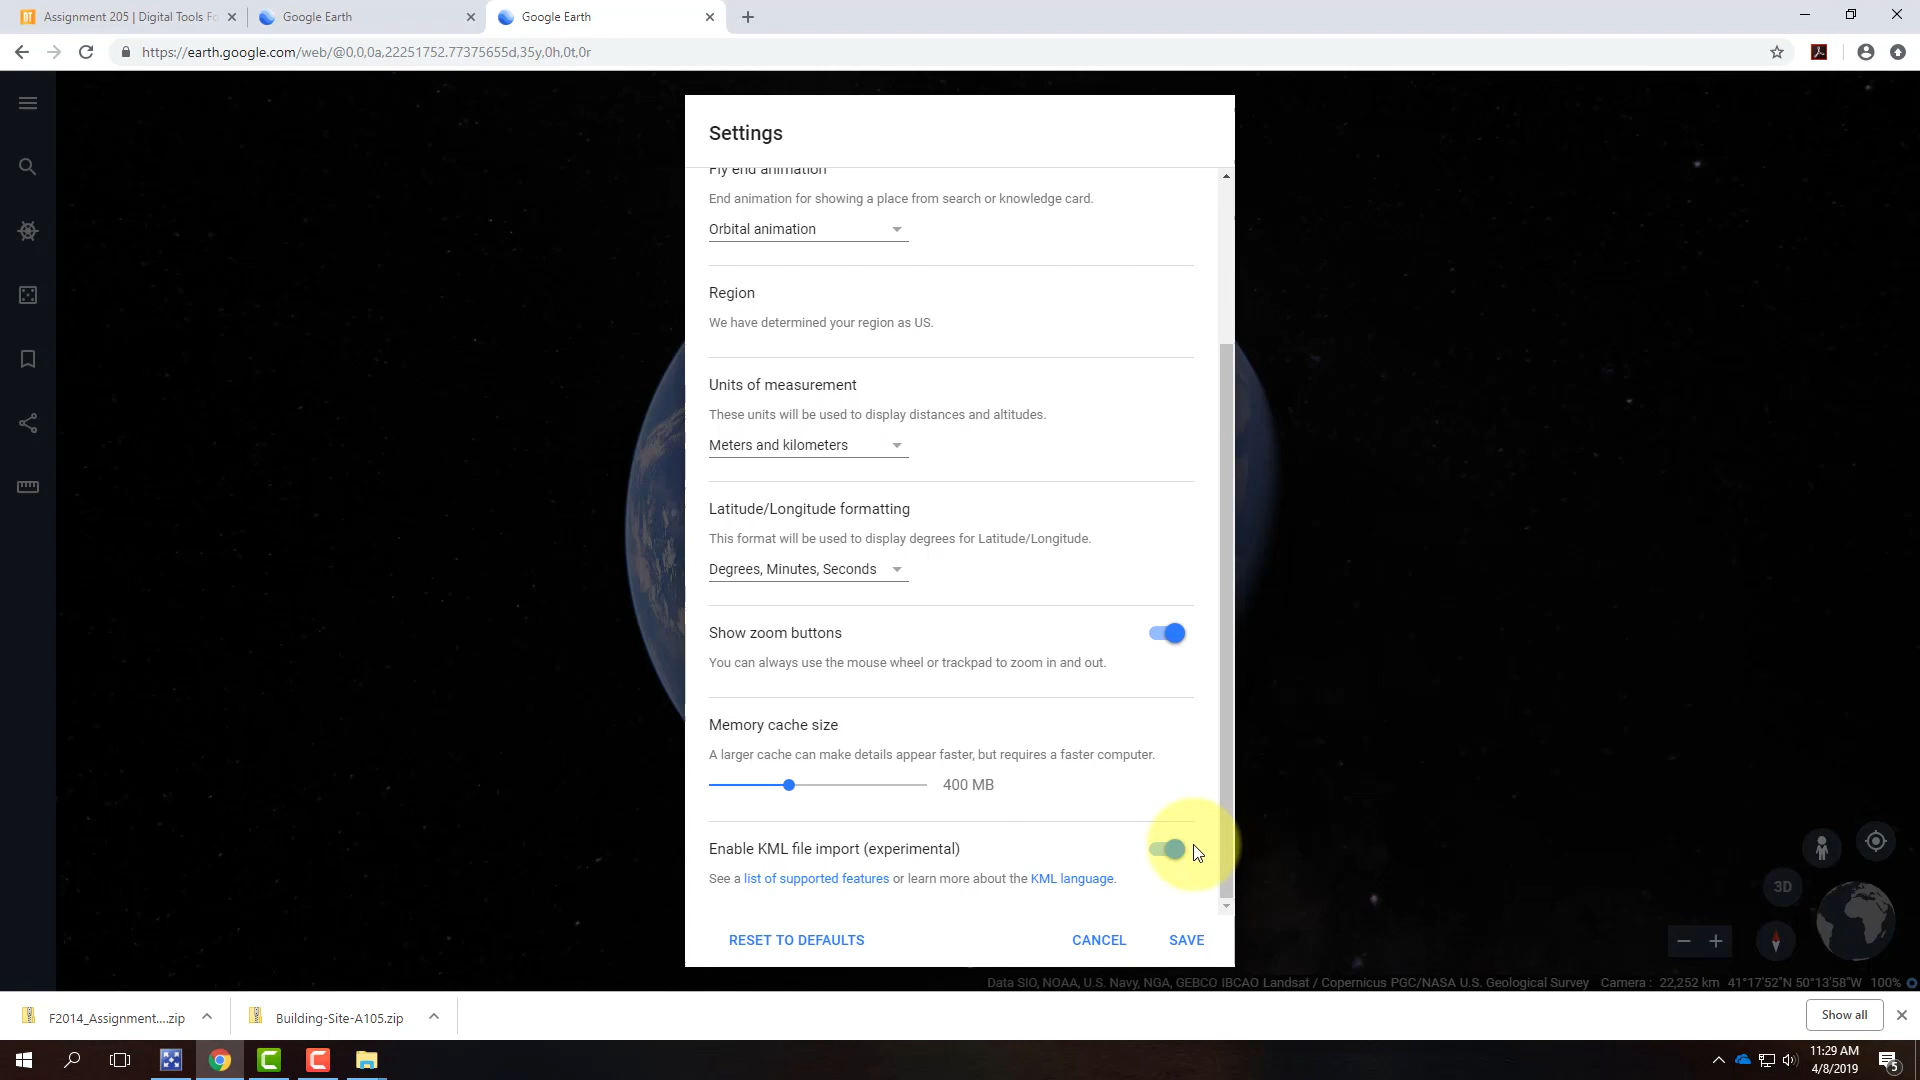 Assignment 205 | Digital Tools Fo
Google Earth
Google Earth
https://earth.google.com/web/@0,0,0a,22251752.77375655d,35y,0h,0t,0r
Settings
Fly end animation
End animation for showing a place from search or knowledge card.
Orbital animation
Region
We have determined your region as US.
Units of measurement
These units will be used to display distances and altitudes.
Meters and kilometers
Latitude/Longitude formatting
This format will be used to display degrees for Latitude/Longitude.
Degrees, Minutes, Seconds
Show zoom buttons
You can always use the mouse wheel or trackpad to zoom in and out.
Memory cache size
A larger cache can make details appear faster, but requires a faster computer.
400 MB
Enable KML file import (experimental)
See a list of supported features or learn more about the KML language.
RESET TO DEFAULTS CANCEL SAVE
3D
Data SIO, NOAA, U.S. Navy, NGA, GEBCO IBCAO Landsat / Copernicus PGC/NASA U.S. Geological Survey Camera : 22,252 km 41°17'52"N 50°13'58"W 100%
F2014_Assignment....zip
Building-Site-A105.zip
Show all
11:29 AM
4/8/2019
5